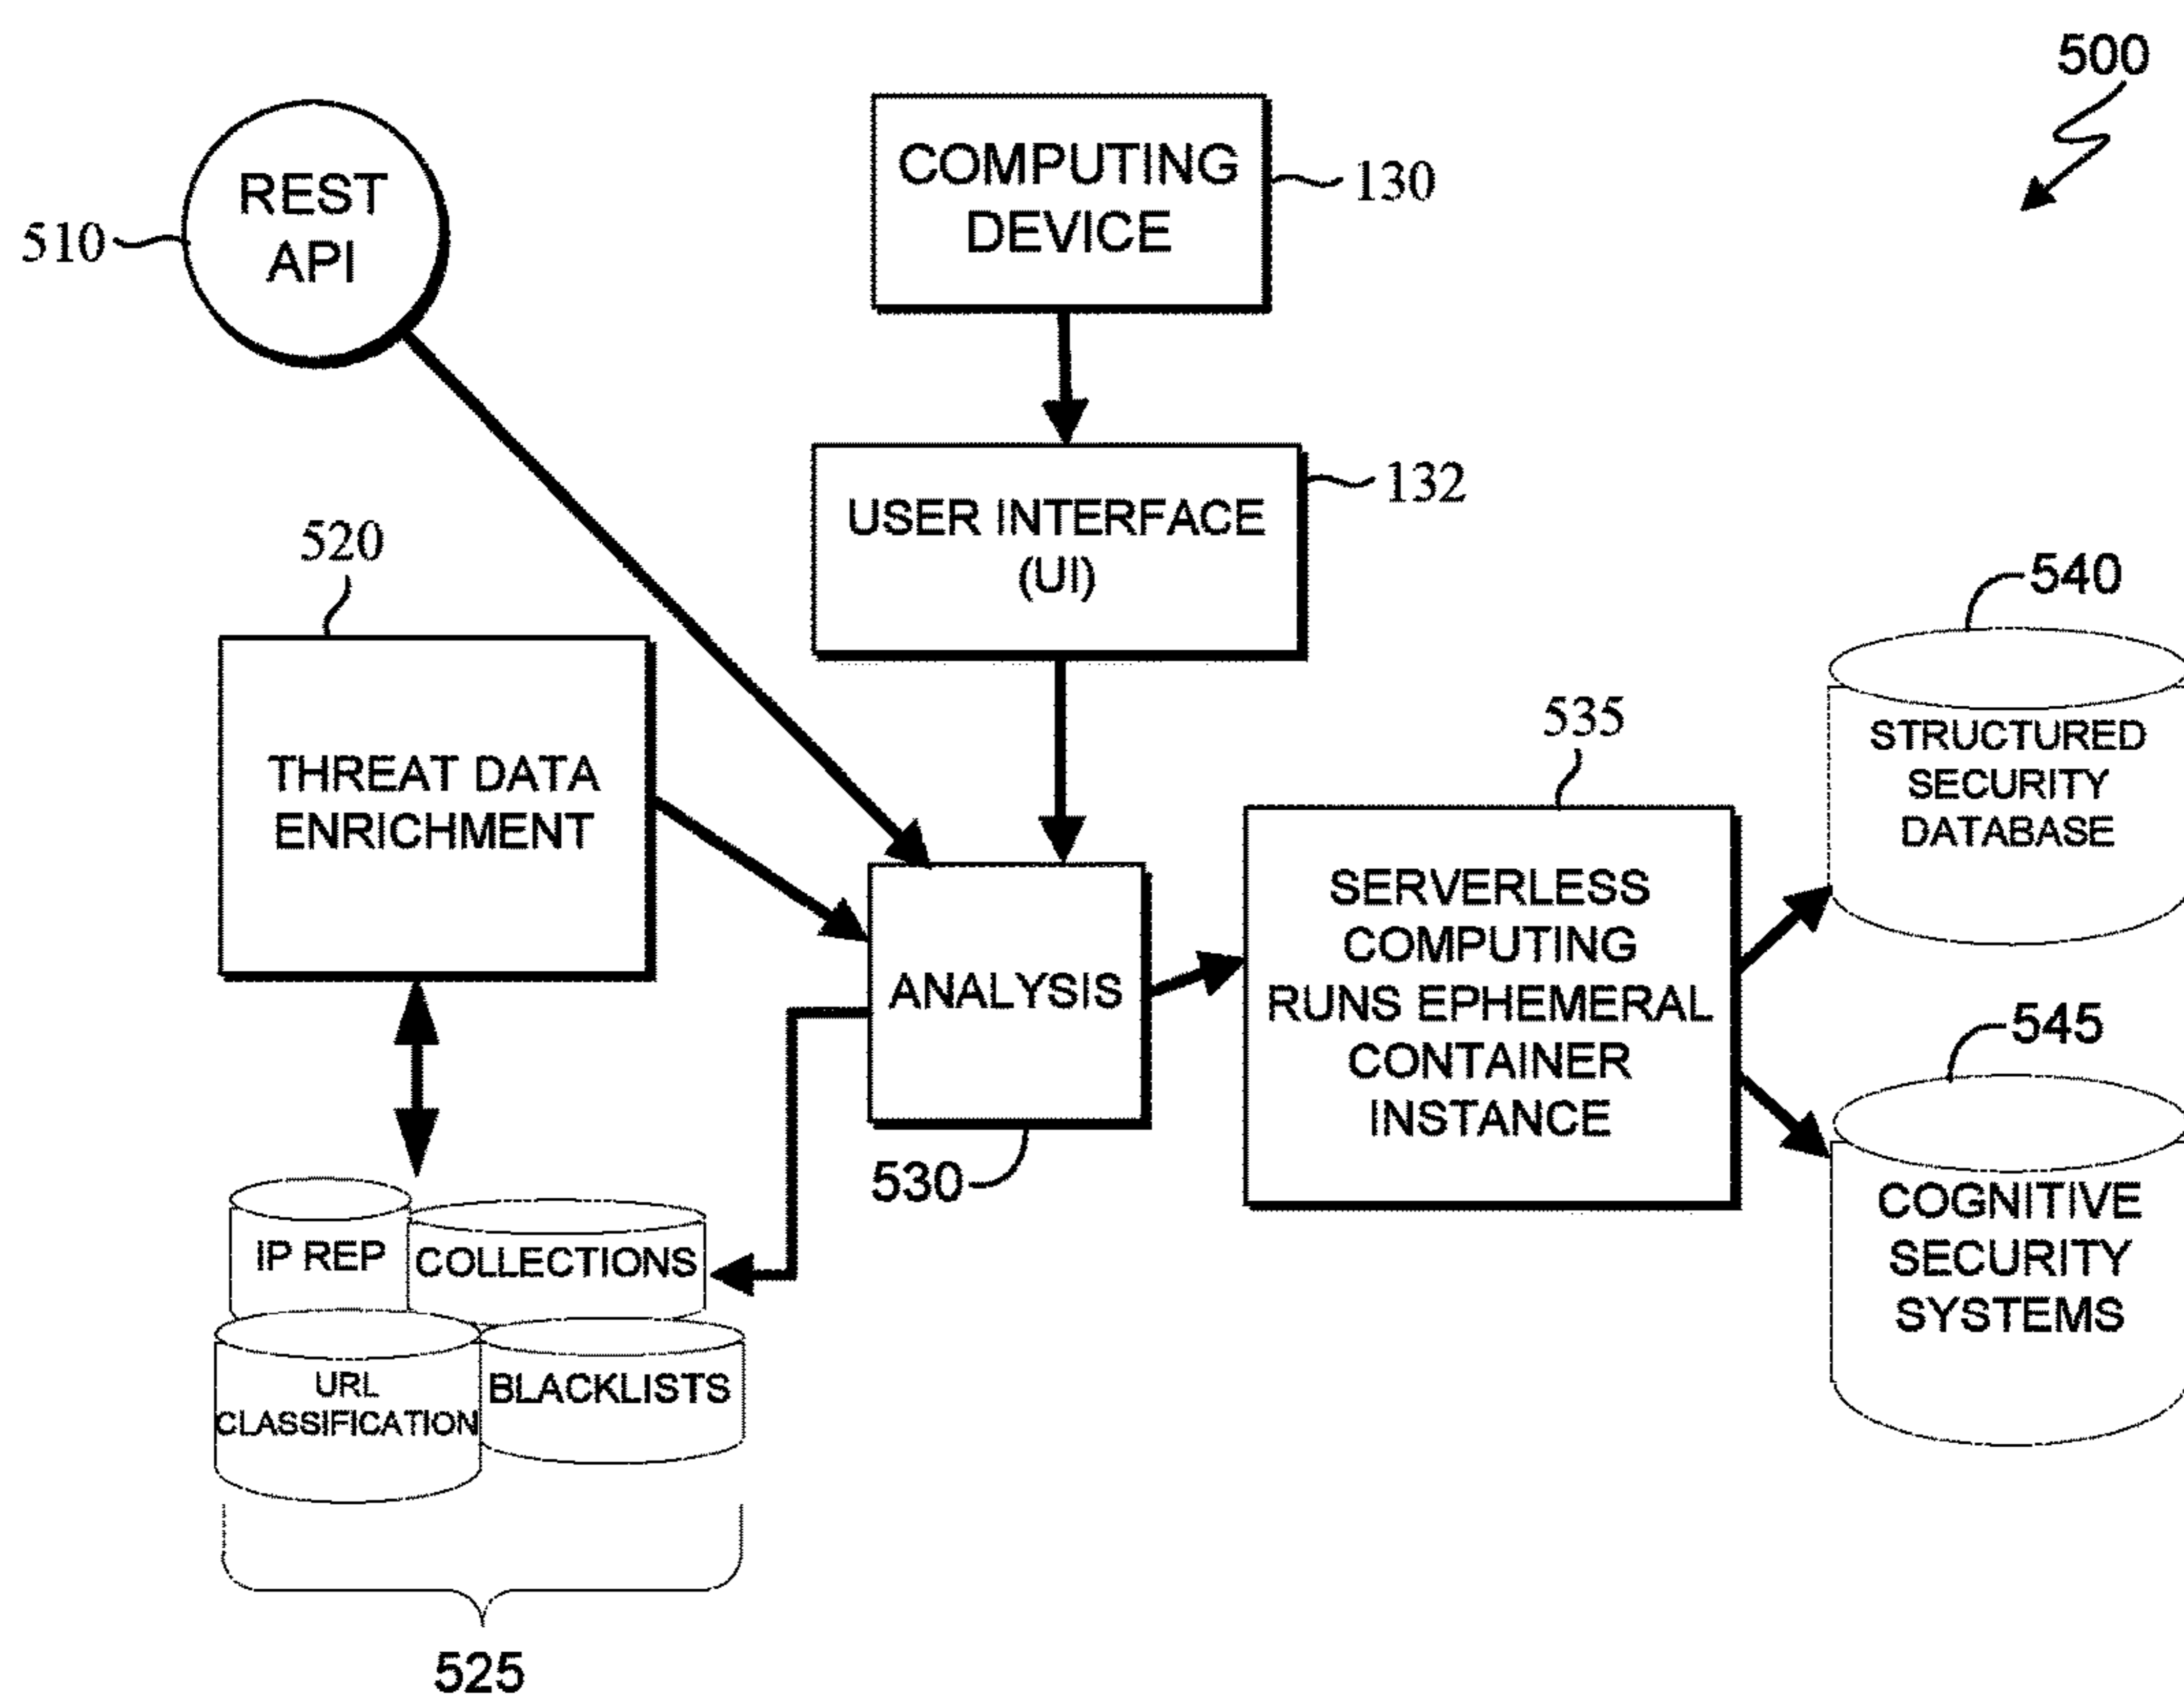 500
REST
API
510
COMPUTING
DEVICE
130
USER INTERFACE
(UI)
132
520
THREAT DATA
ENRICHMENT
ANALYSIS
530
535
SERVERLESS
COMPUTING
RUNS EPHEMERAL
CONTAINER
INSTANCE
540
STRUCTURED
SECURITY
DATABASE
545
COGNITIVE
SECURITY
SYSTEMS
IP REP
COLLECTIONS
URL
CLASSIFICATION
BLACKLISTS
525